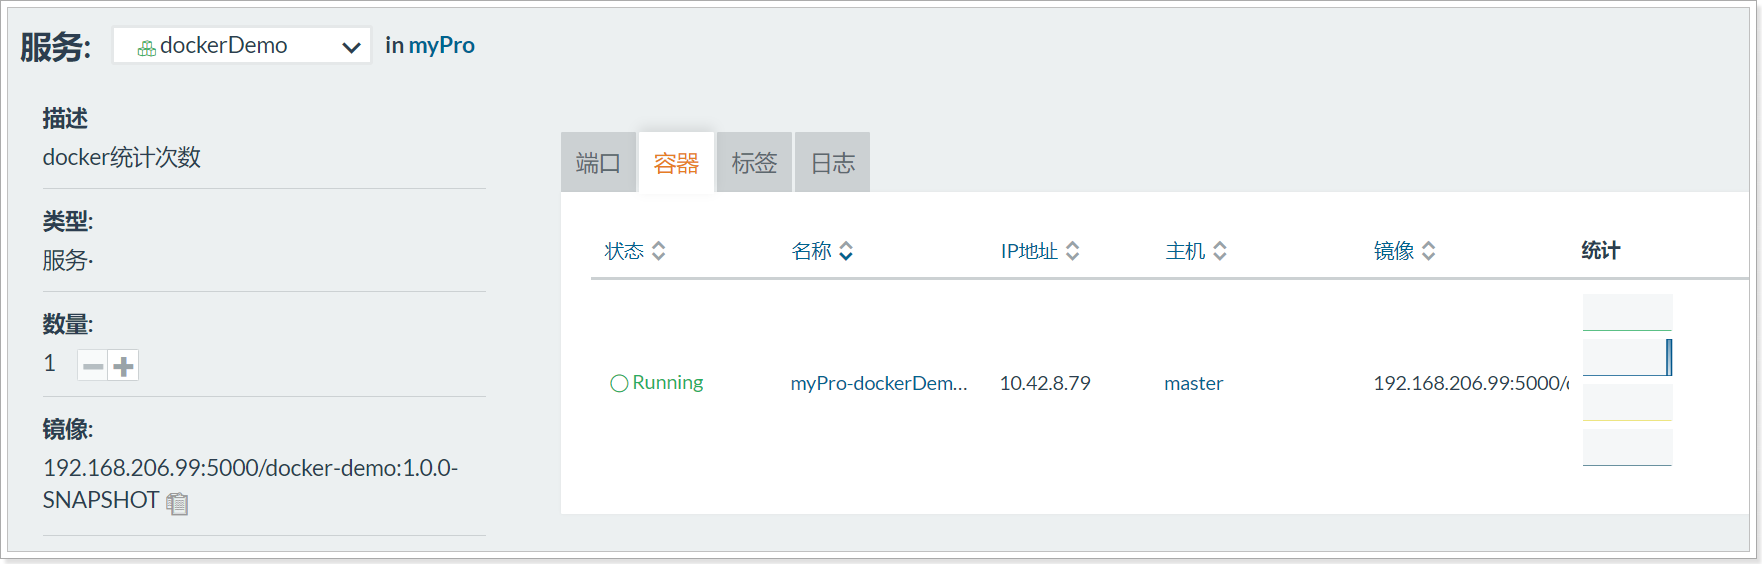 服务: dockerDemo in myPro
描述
docker统计次数
类型:
服务·
数量:
1
镜像:
192.168.206.99:5000/docker-demo:1.0.0-
SNAPSHOT
端口 容器 标签 日志
状态 名称 IP地址 主机 镜像 统计
Running myPro-dockerDem... 10.42.8.79 master 192.168.206.99:5000/